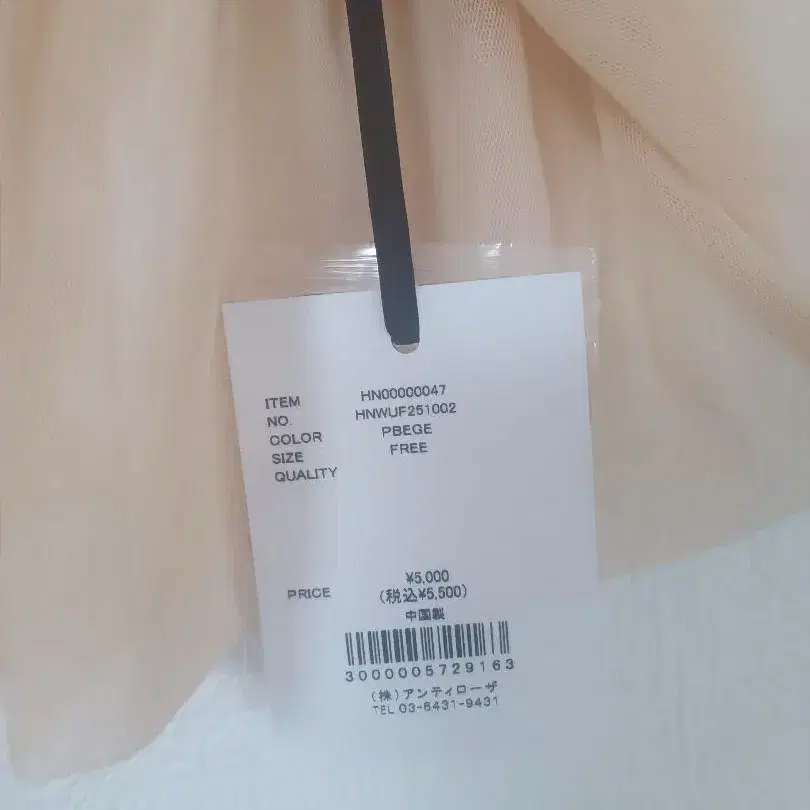 ITEM HN00000047
NO. HNWUF251002
COLOR PBEGE
SIZE FREE
QUALITY
PRICE ¥5,000
(税込¥5,500)
中国製
3000005729163
(株)アンティローザ
TEL 03-6431-9431